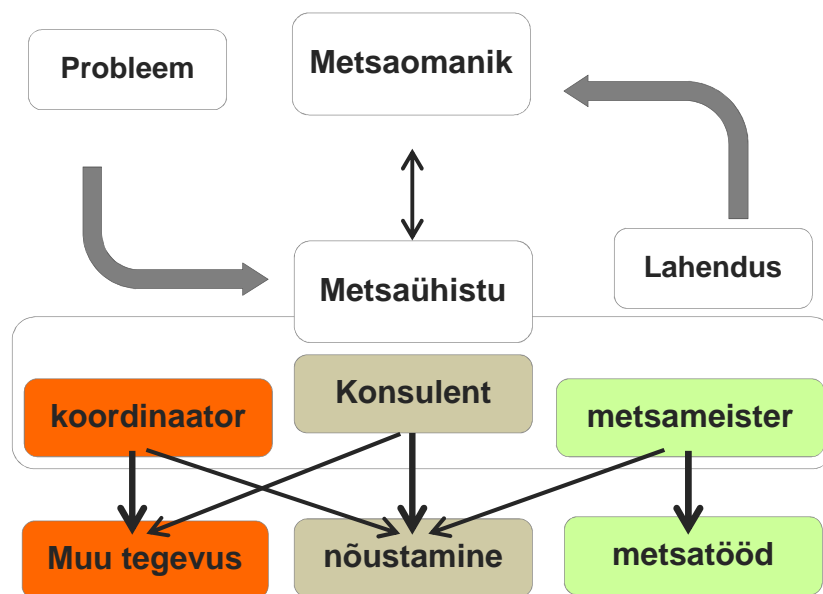 Probleem
Metsaomanik
Metsaühistu
Lahendus
koordinaator
Konsulent
metsameister
Muu tegevus
nõustamine
metsatööd